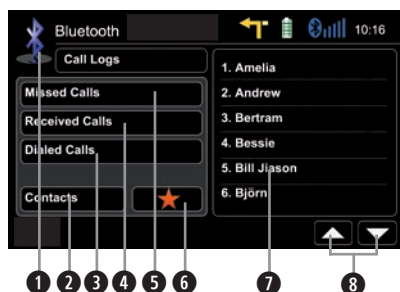 Bluetooth 10:16
Call Logs
Missed Calls
Received Calls
Dialed Calls
Contacts
1. Amelia
2. Andrew
3. Bertram
4. Bessie
5. Bill Jiason
6. Björn
1 2 3 4 5 6 7 8